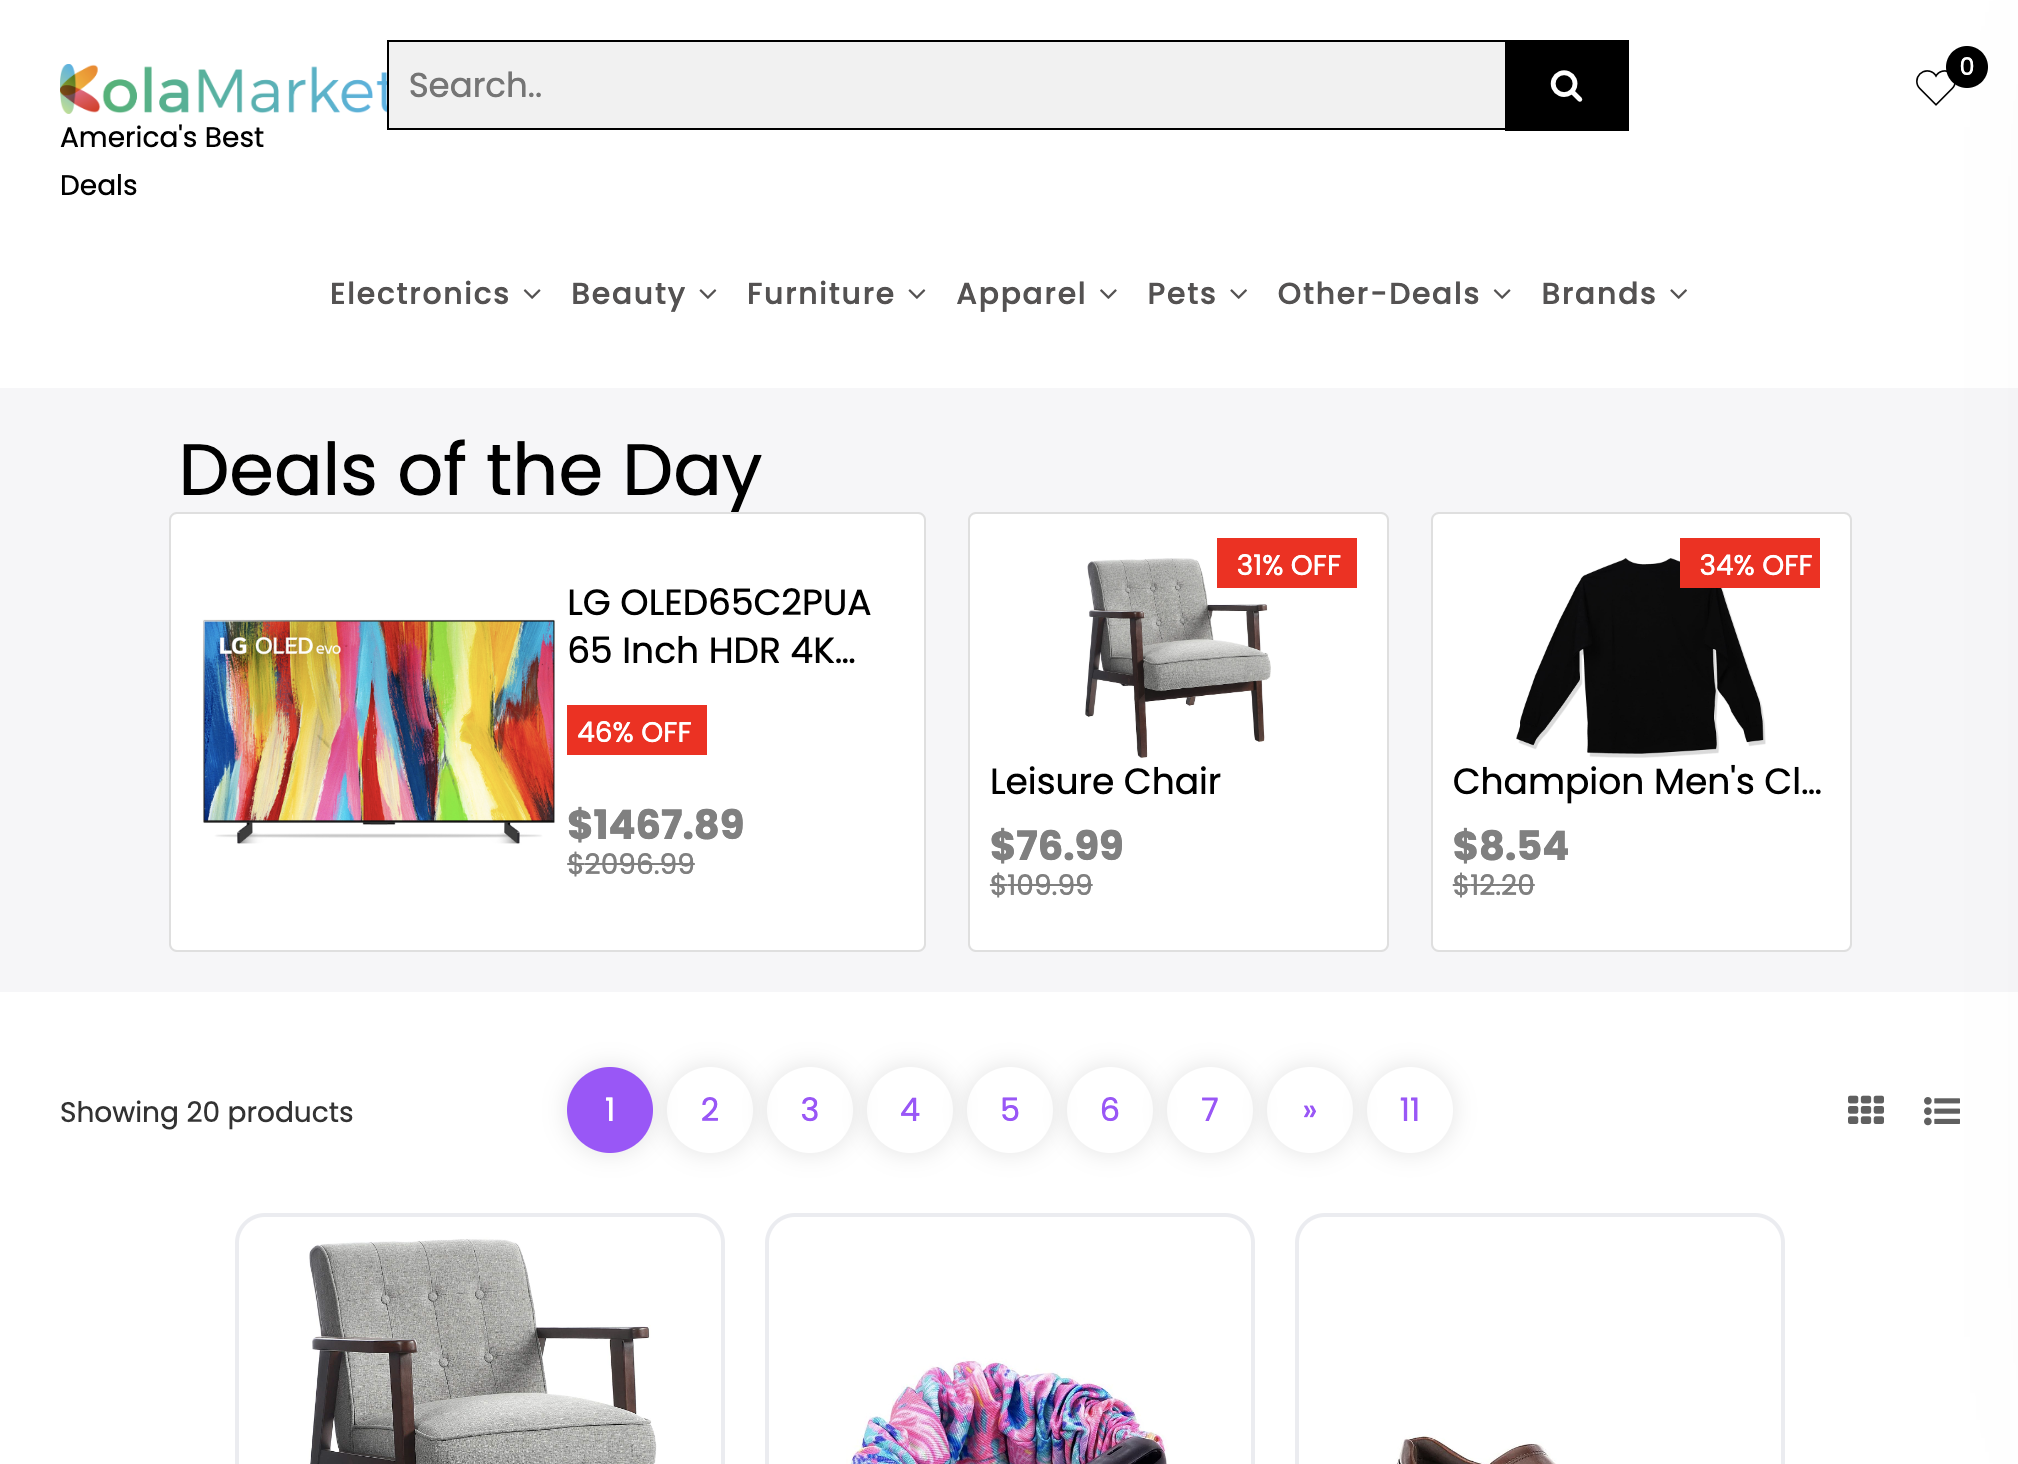 KolaMarket
Search..
0
America's Best
Deals
Electronics Beauty Furniture Apparel Pets Other-Deals Brands
Deals of the Day
LG OLED evo
LG OLED65C2PUA
65 Inch HDR 4K...
46% OFF
$1467.89
$2096.99
31% OFF
Leisure Chair
$76.99
$109.99
34% OFF
Champion Men's Cl...
$8.54
$12.20
Showing 20 products
1 2 3 4 5 6 7 » 11